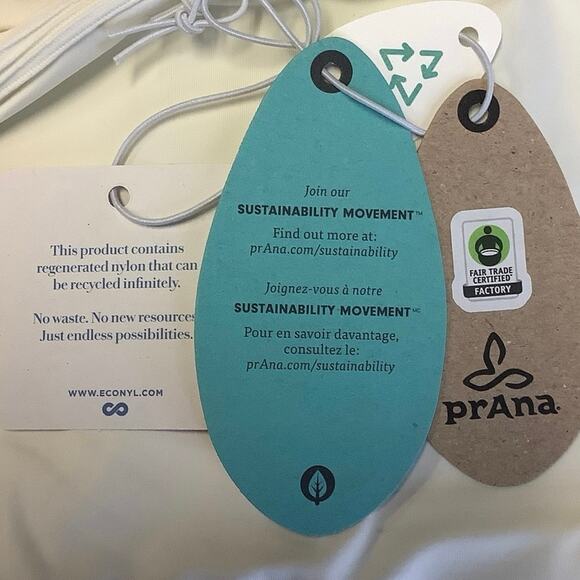 This product contains
regenerated nylon that can
be recycled infinitely.
No waste. No new resources
Just endless possibilities.
WWW.ECONYL.COM
Join our
SUSTAINABILITY MOVEMENT™
Find out more at:
prAna.com/sustainability
Joignez-vous à notre
SUSTAINABILITY MOVEMENT MC
Pour en savoir davantage,
consultez le:
prAna.com/sustainability
FAIR TRADE
CERTIFIED
FACTORY
prAna